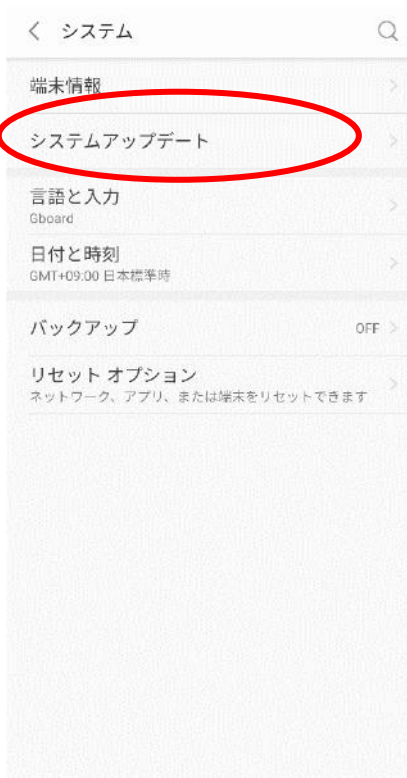 システム
端末情報
システムアップデート
言語と入力
Gboard
日付と時刻
GMT+09:00 日本標準時
バックアップ
OFF
リセット オプション
ネットワーク、アプリ、または端末をリセットできます